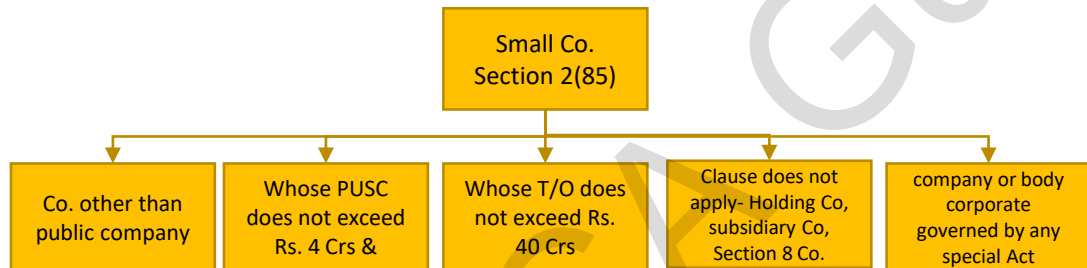 Small Co.
Section 2(85)
Co. other than
public company
Whose PUSC
does not exceed
Rs. 4 Crs &
Whose T/O does
not exceed Rs.
40 Crs
Clause does not
apply- Holding Co,
subsidiary Co,
Section 8 Co.
company or body
corporate
governed by any
special Act